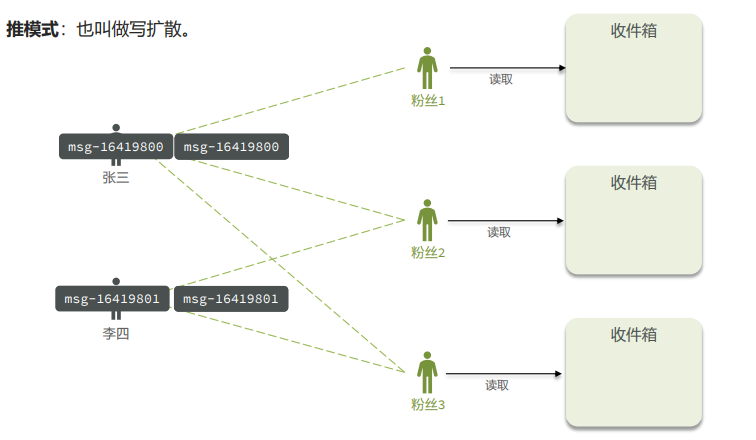 推模式：也叫做写扩散。
收件箱
读取
粉丝1
msg-16419800 msg-16419800
张三
收件箱
读取
粉丝2
msg-16419801 msg-16419801
李四
收件箱
读取
粉丝3